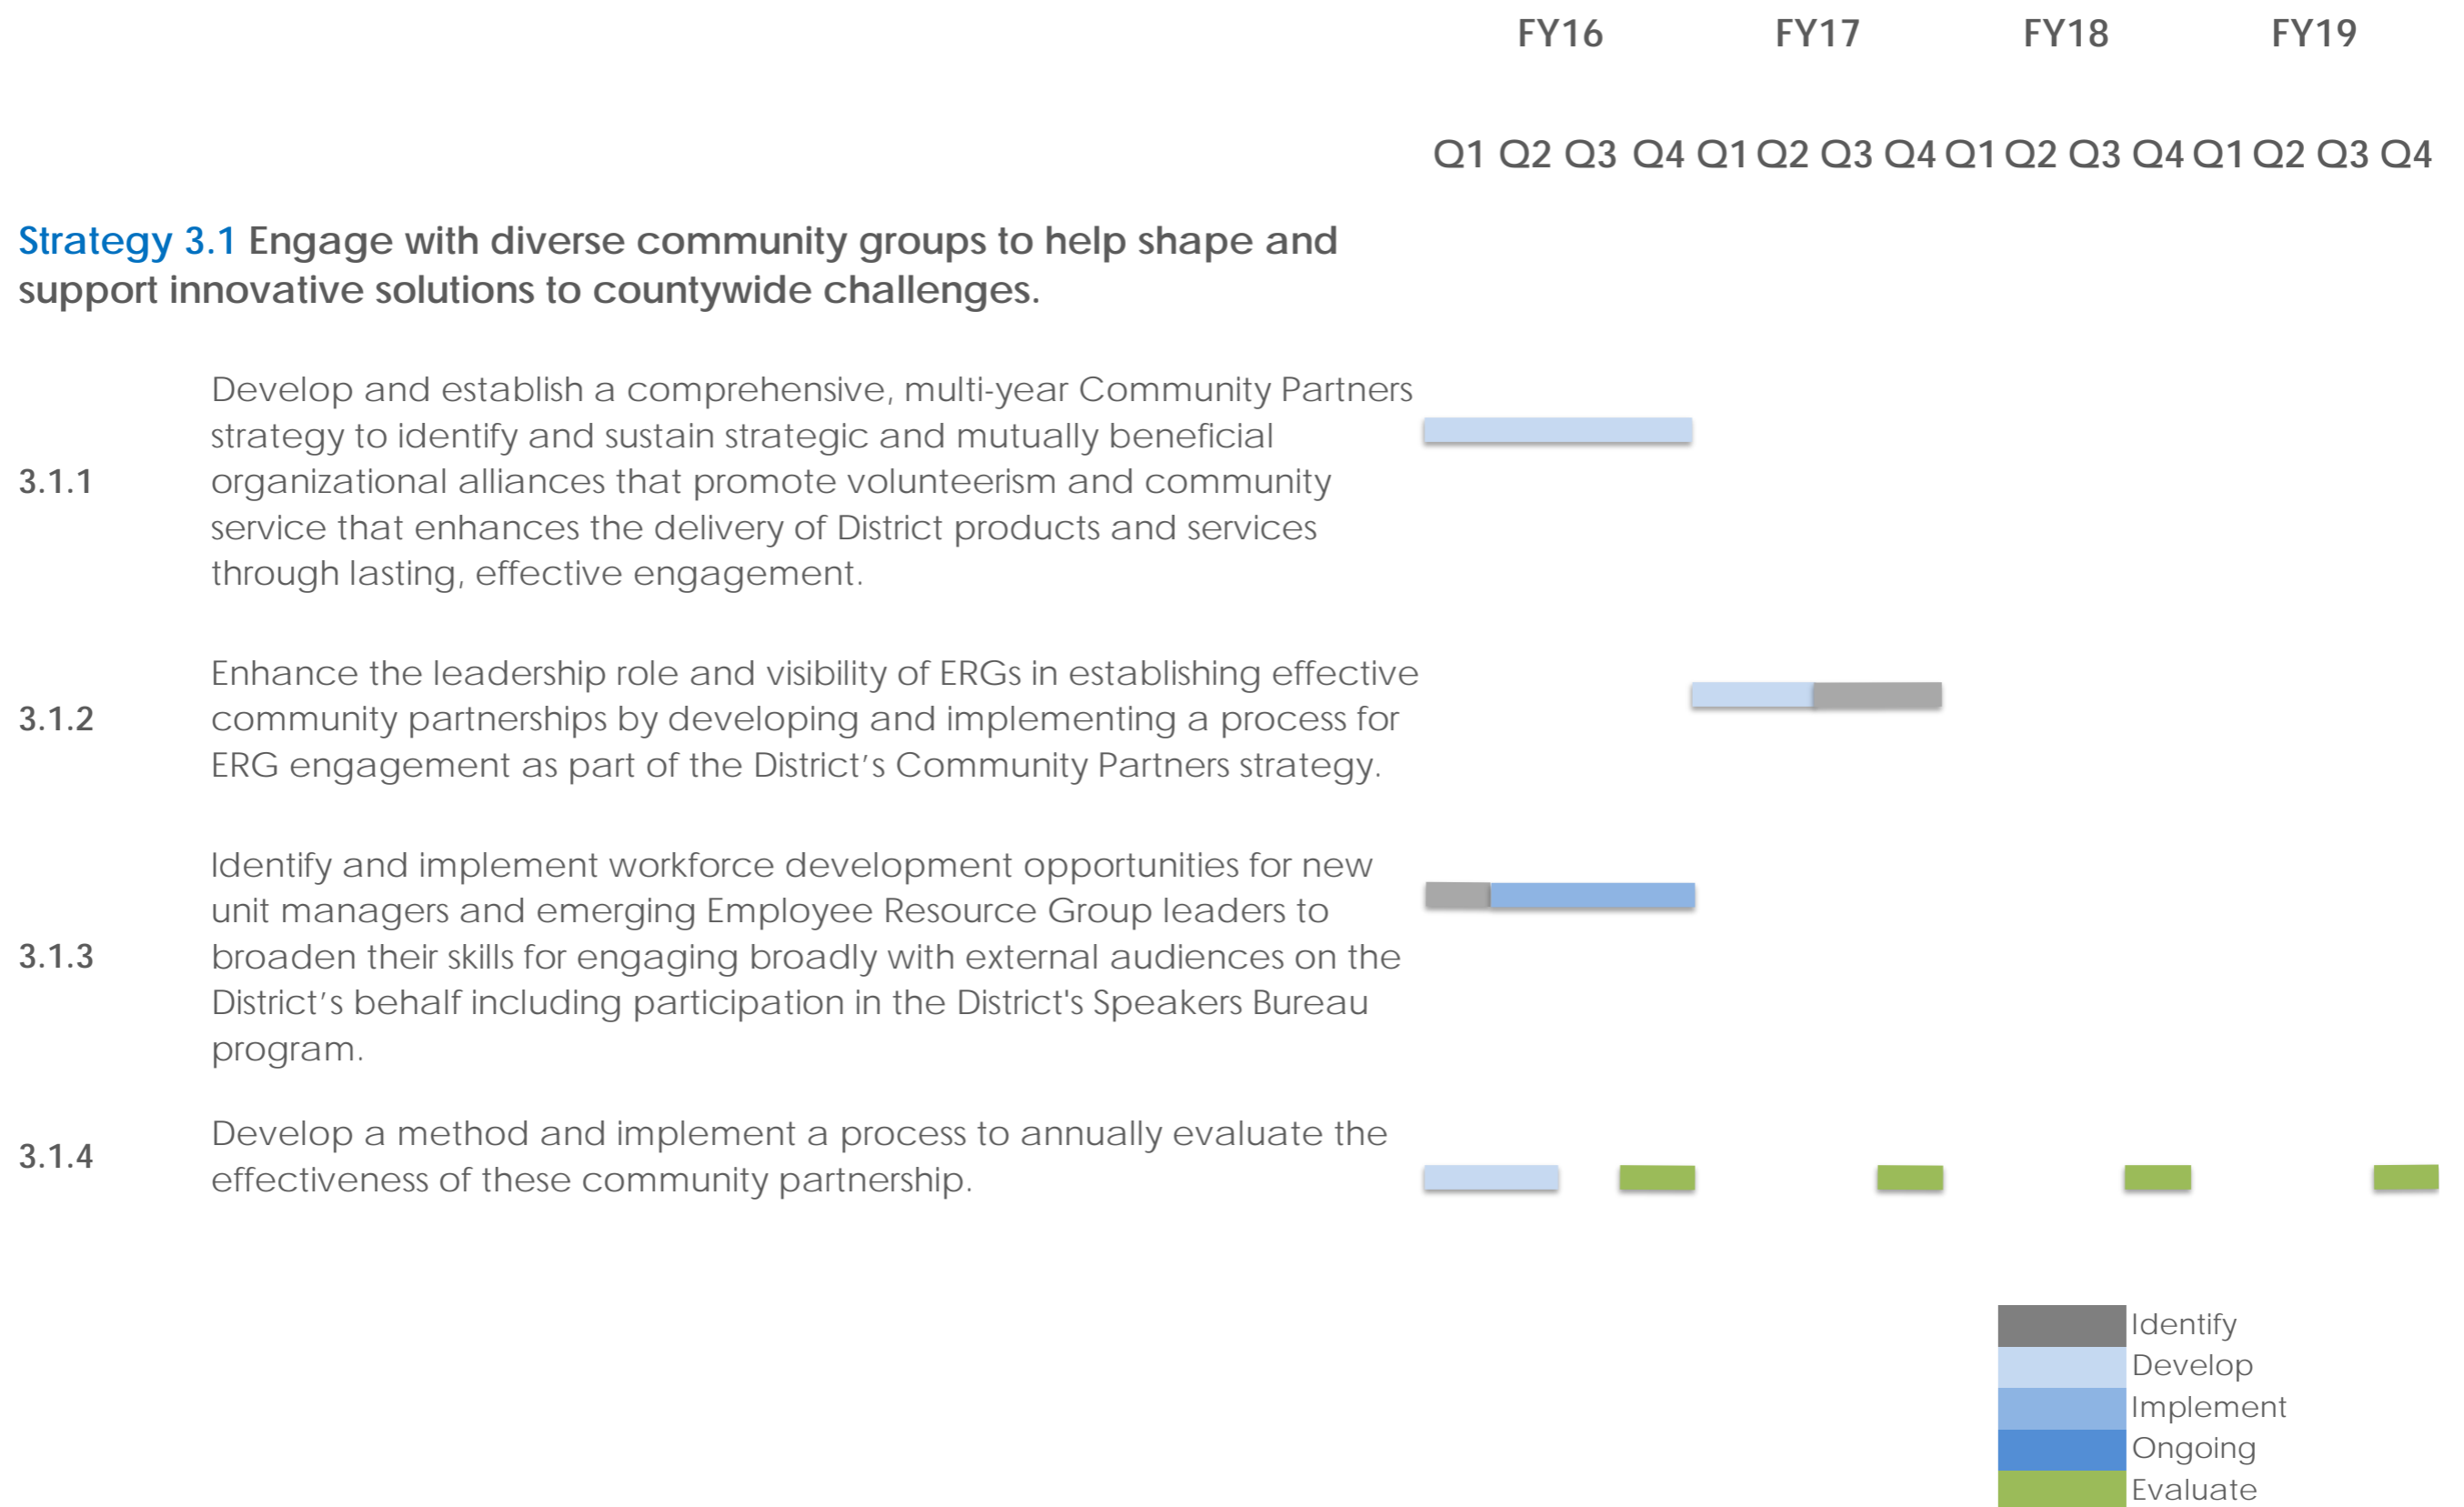 FY16 FY17 FY18 FY19
Q1 Q2 Q3 Q4 Q1 Q2 Q3 Q4 Q1 Q2 Q3 Q4 Q1 Q2 Q3 Q4
Strategy 3.1 Engage with diverse community groups to help shape and
support innovative solutions to countywide challenges.
3.1.1
Develop and establish a comprehensive, multi-year Community Partners
strategy to identify and sustain strategic and mutually beneficial
organizational alliances that promote volunteerism and community
service that enhances the delivery of District products and services
through lasting, effective engagement.
3.1.2
Enhance the leadership role and visibility of ERGs in establishing effective
community partnerships by developing and implementing a process for
ERG engagement as part of the District’s Community Partners strategy.
3.1.3
Identify and implement workforce development opportunities for new
unit managers and emerging Employee Resource Group leaders to
broaden their skills for engaging broadly with external audiences on the
District’s behalf including participation in the District's Speakers Bureau
program.
3.1.4
Develop a method and implement a process to annually evaluate the
effectiveness of these community partnership.
Identify
Develop
Implement
Ongoing
Evaluate